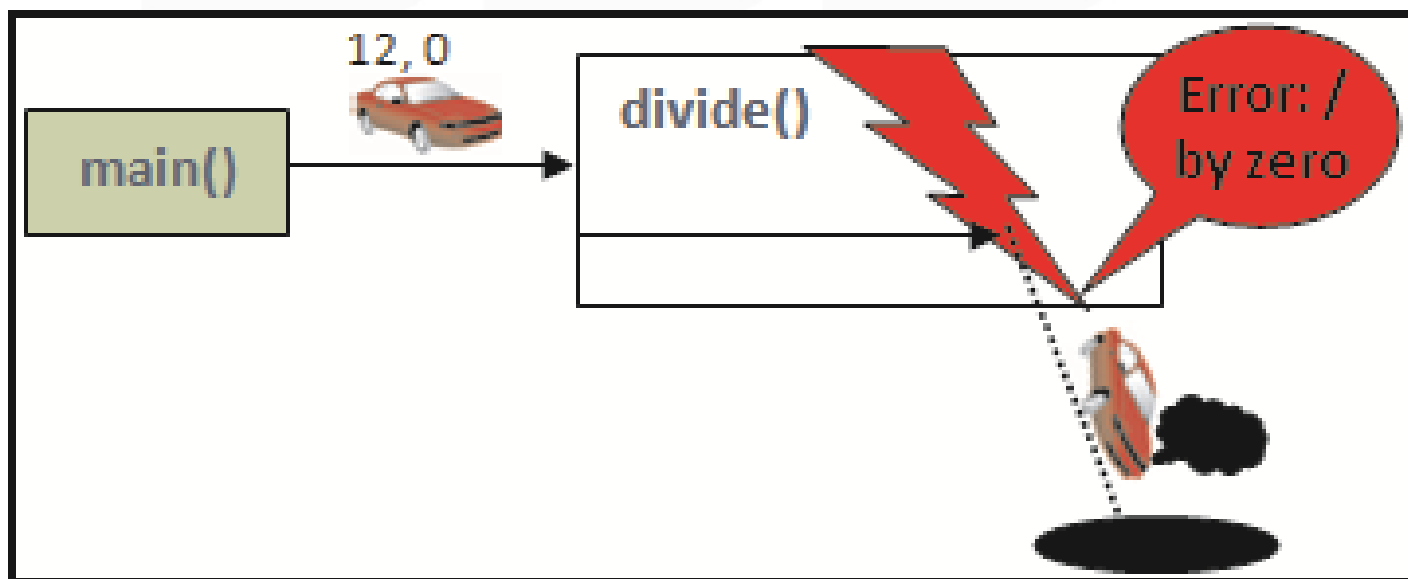 12, 0
main()
divide()
Error: /
by zero